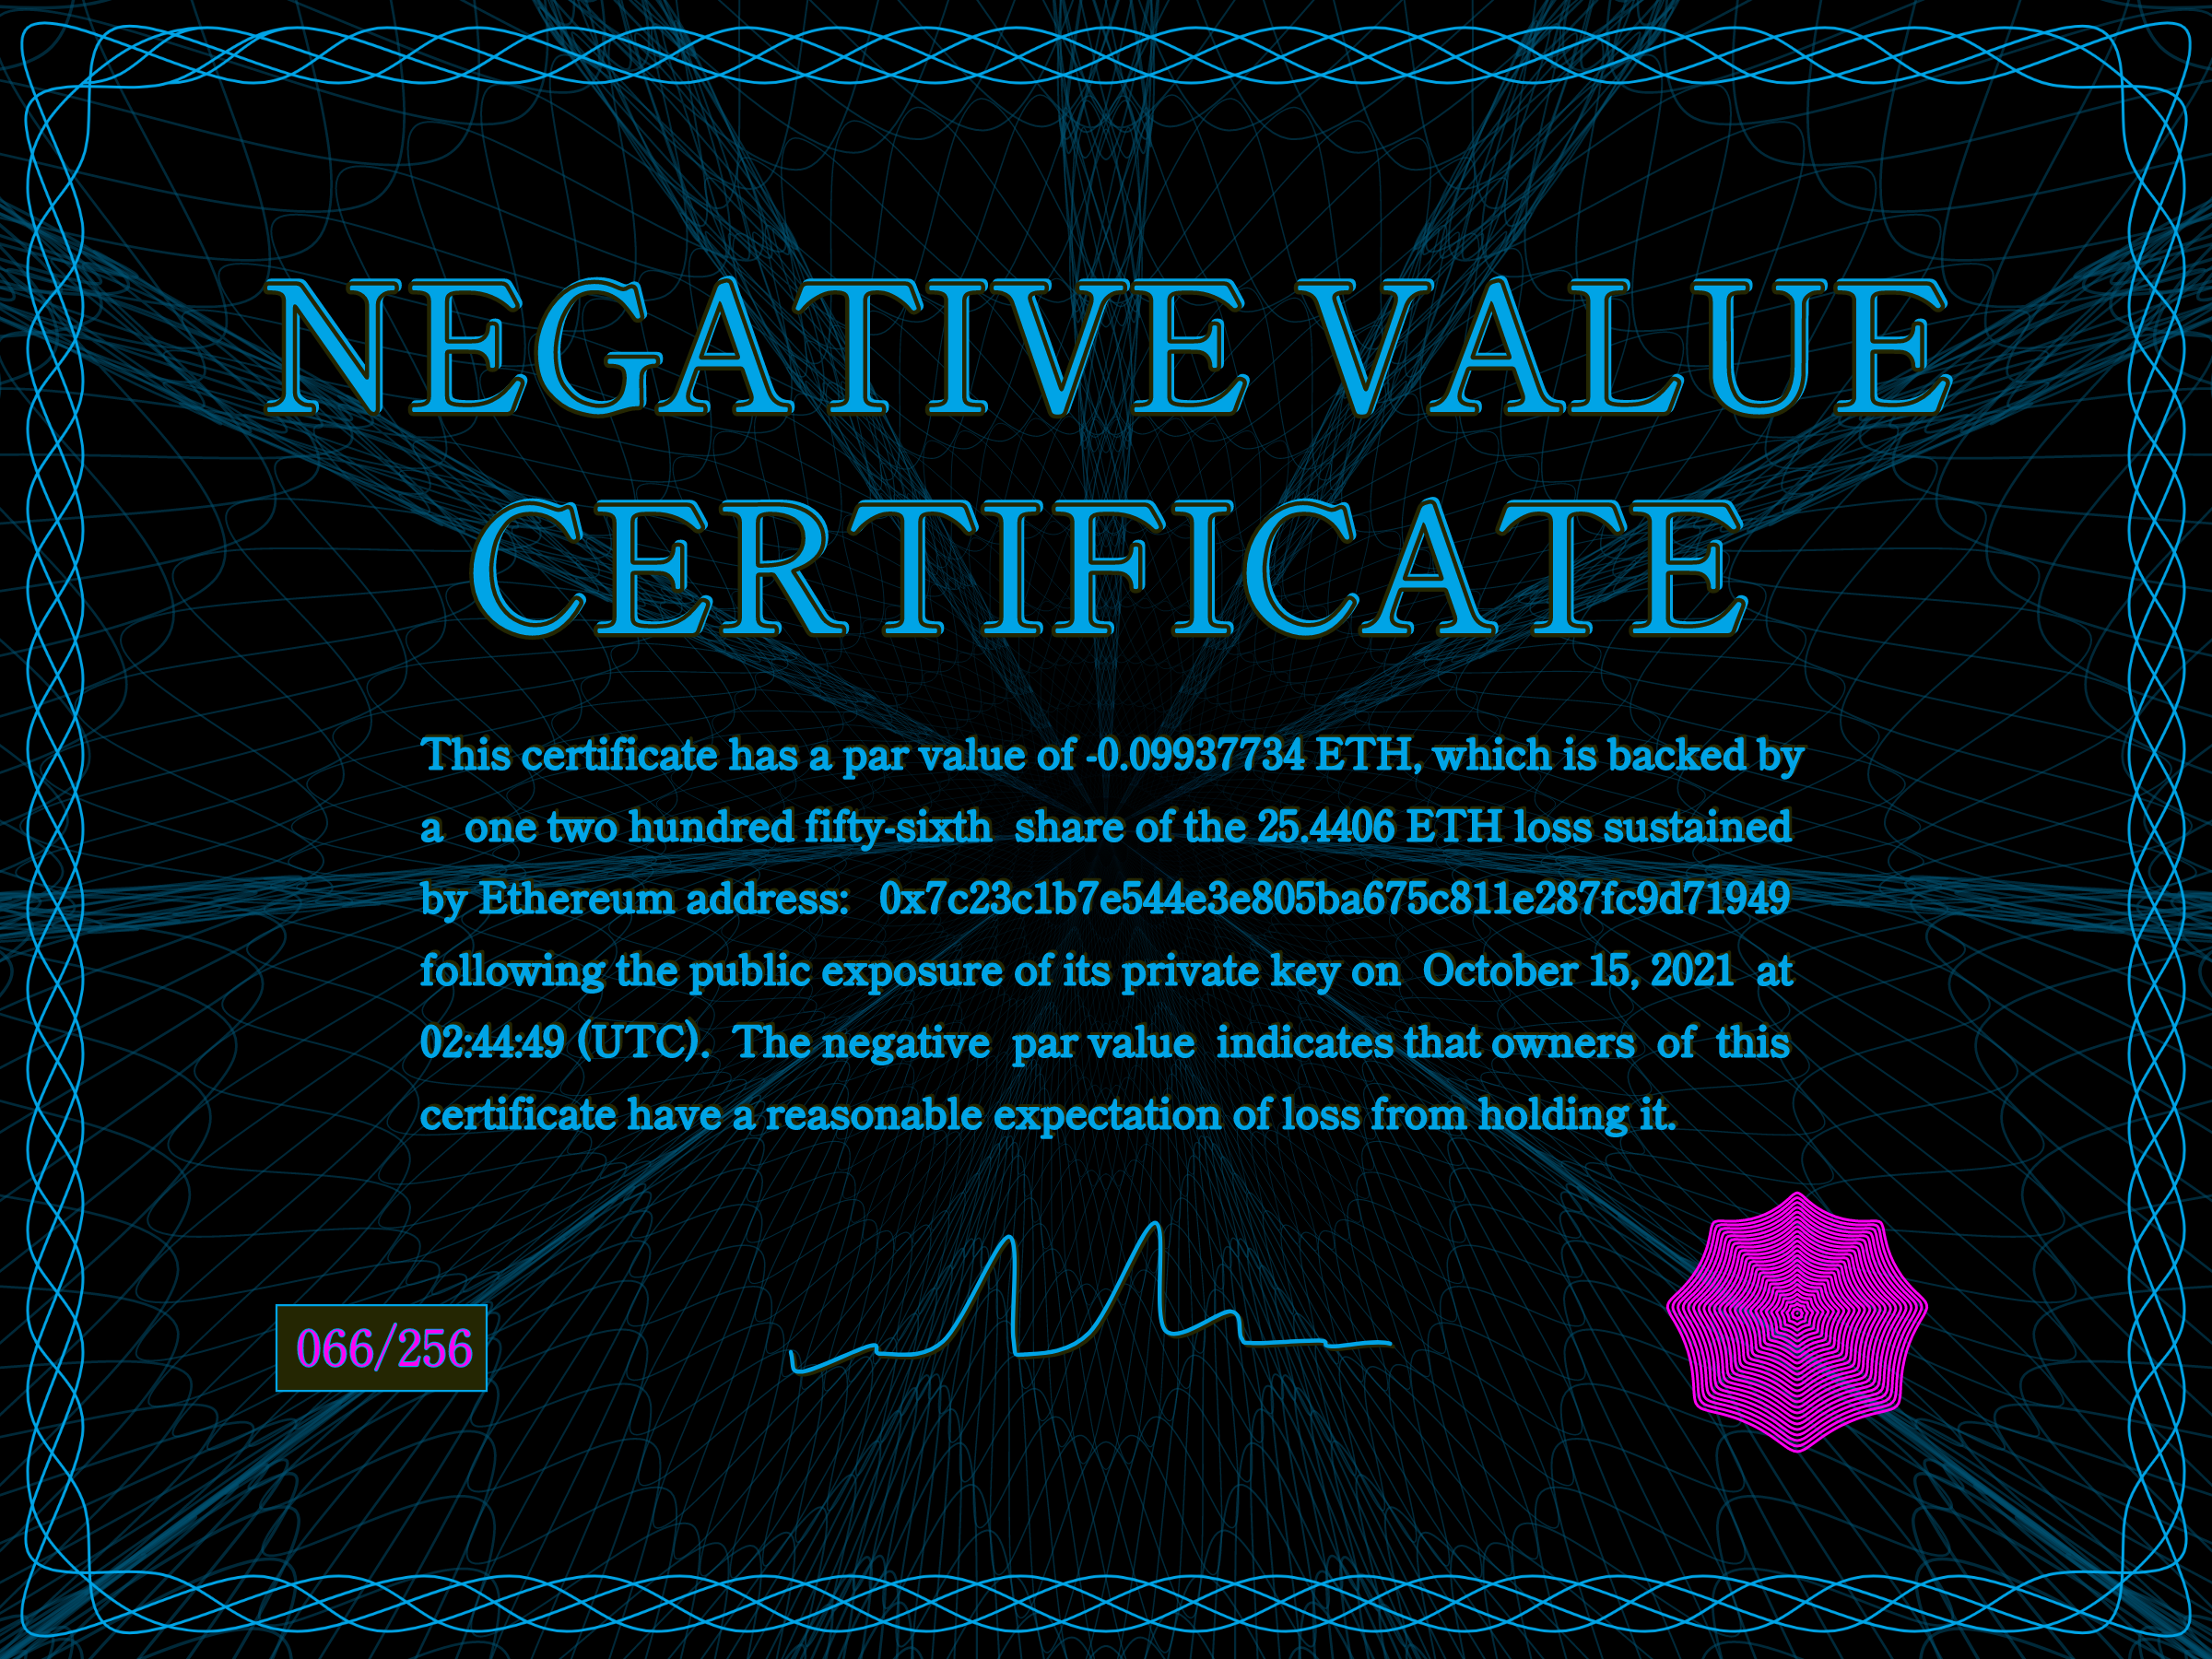 NEGATIVE VALUE
CERTIFICATE
This certificate has a par value of -0.09937734 ETH, which is backed by
a one two hundred fifty-sixth share of the 25.4406 ETH loss sustained
by Ethereum address: 0x7c23c1b7e544e3e805ba675c811e287fc9d71949
following the public exposure of its private key on October 15, 2021 at
02:44:49 (UTC). The negative par value indicates that owners of this
certificate have a reasonable expectation of loss from holding it.
066/256